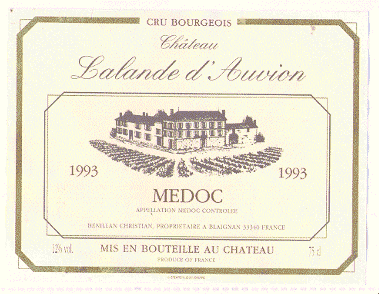 CRU BOURGEOIS
Château
Lalande d'Auvion
1993 1993
MEDOC
APPELLATION MEDOC CONTROLEE
BENILLAN CHRISTIAN, PROPRIETAIRE A BLAIGNAN 33340 FRANCE
12% vol. MIS EN BOUTEILLE AU CHATEAU 75 cl
PRODUCE OF FRANCE